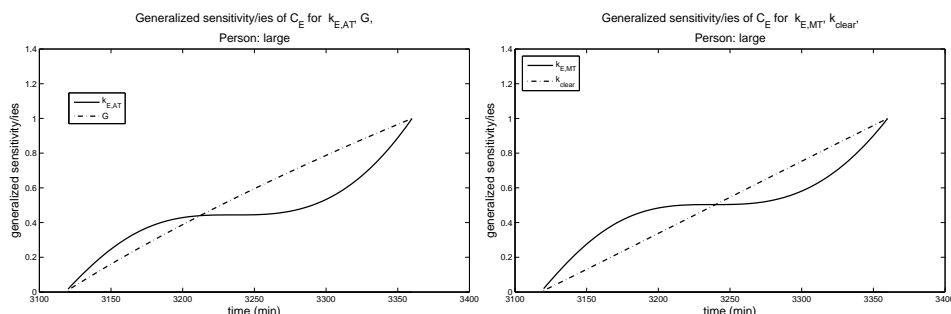 Generalized sensitivity/ies of C_E for k_E,AT, G,
Person: large
generalized sensitivity/ies
1.4
1.2
1
0.8
0.6
0.4
0.2
0
k_E,AT
G
3100
3150
3200
3250
3300
3350
3400
time (min)
Generalized sensitivity/ies of C_E for k_E,MT, k_clear,
Person: large
generalized sensitivity/ies
1.4
1.2
1
0.8
0.6
0.4
0.2
0
k_E,MT
k_clear
3100
3150
3200
3250
3300
3350
3400
time (min)